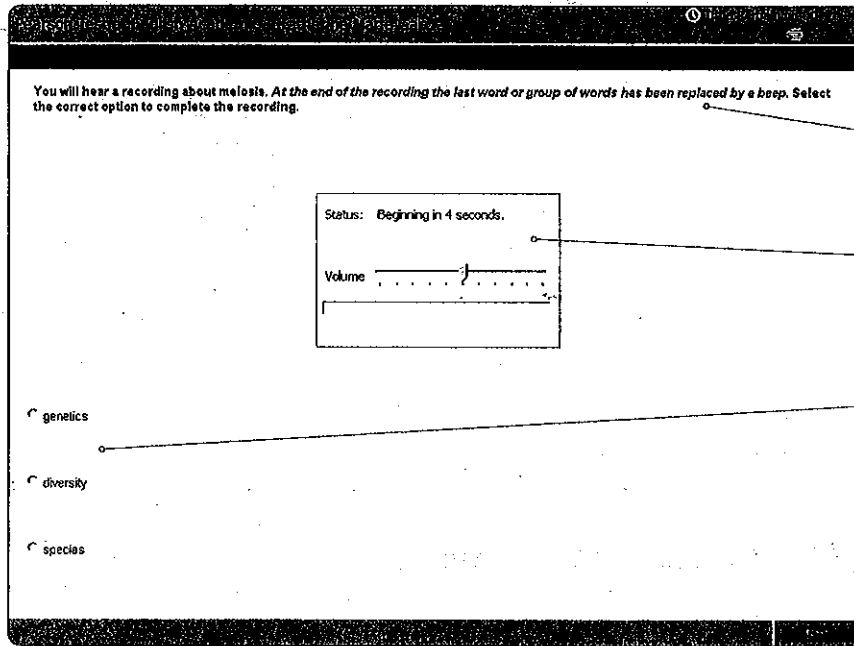 You will hear a recording about meiosis. At the end of the recording the last word or group of words has been replaced by a beep. Select
the correct option to complete the recording.
Status: Beginning in 4 seconds.
Volume
genetics
diversity
species